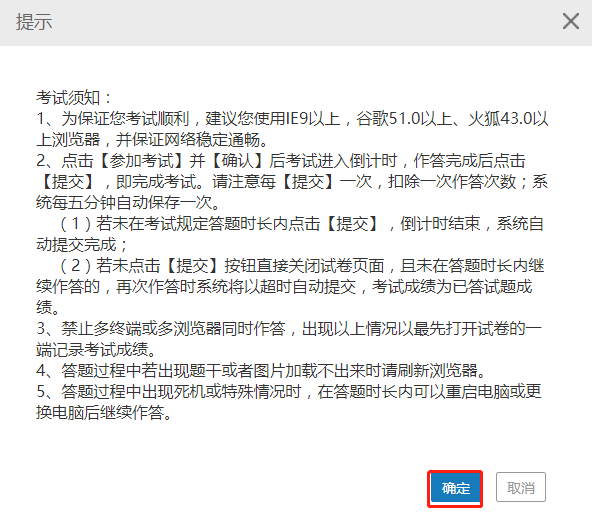 提示
考试须知：
1、为保证您考试顺利，建议您使用IE9以上，谷歌51.0以上、火狐43.0以
上浏览器，并保证网络稳定通畅。
2、点击【参加考试】并【确认】后考试进入倒计时，作答完成后点击
【提交】，即完成考试。请注意每【提交】一次，扣除一次作答次数；系
统每五分钟自动保存一次。
（1）若未在考试规定答题时长内点击【提交】，倒计时结束，系统自
动提交完成；
（2）若未点击【提交】按钮直接关闭试卷页面，且未在答题时长内继
续作答的，再次作答时系统将以超时自动提交，考试成绩为已答试题成
绩。
3、禁止多终端或多浏览器同时作答，出现以上情况以最先打开试卷的一
端记录考试成绩。
4、答题过程中若出现题干或者图片加载不出来时请刷新浏览器。
5、答题过程中出现死机或特殊情况时，在答题时长内可以重启电脑或更
换电脑后继续作答。
确定 取消